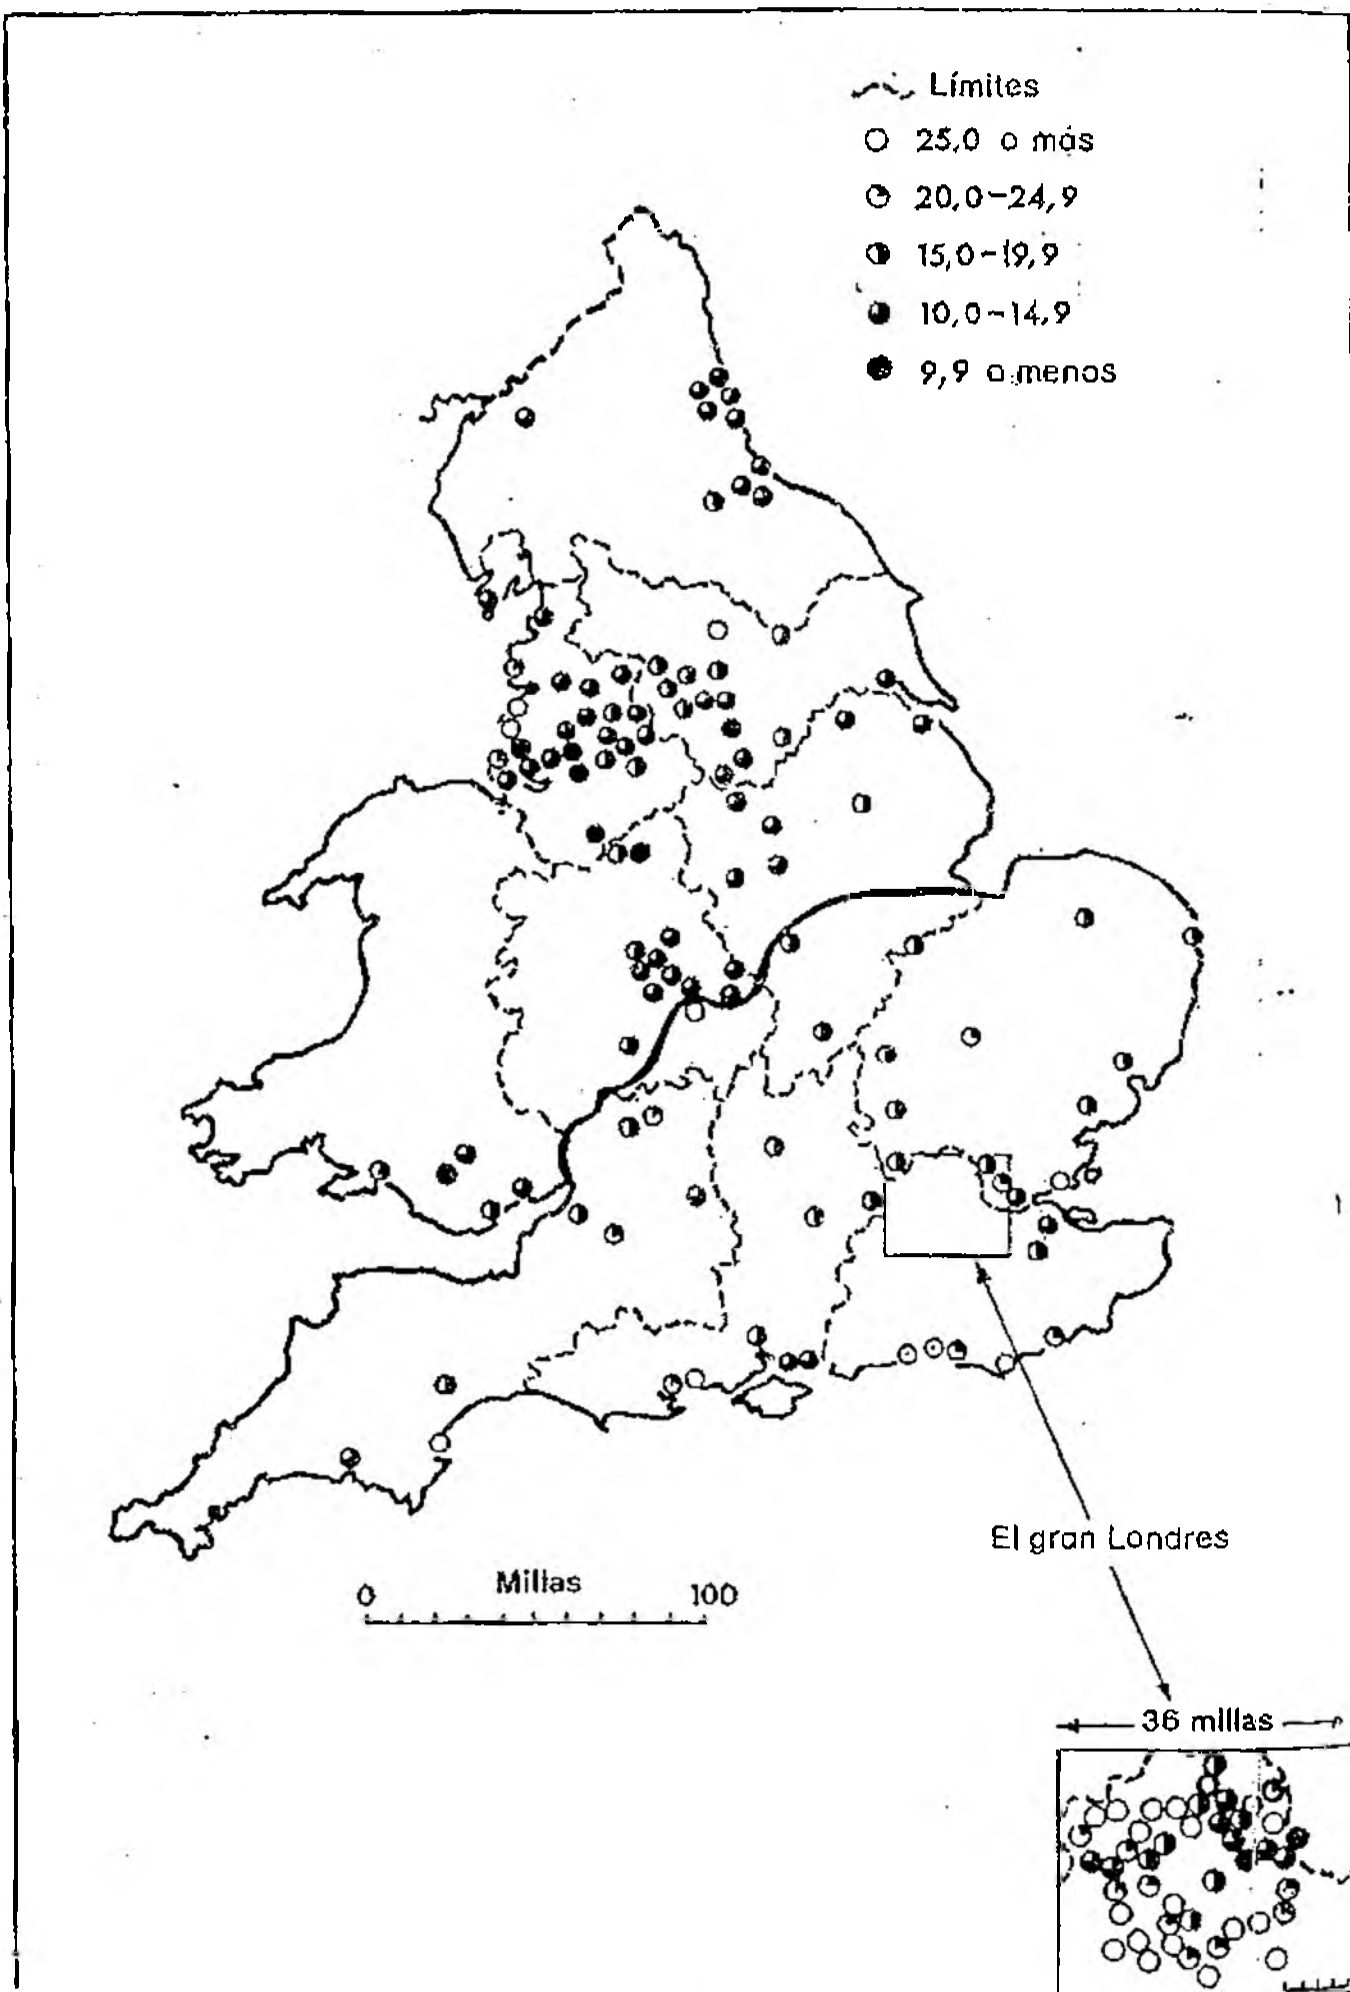 Límites
25,0 o más
20,0-24,9
15,0-19,9
10,0-14,9
9,9 o menos
0 Millas 100
El gran Londres
36 millas